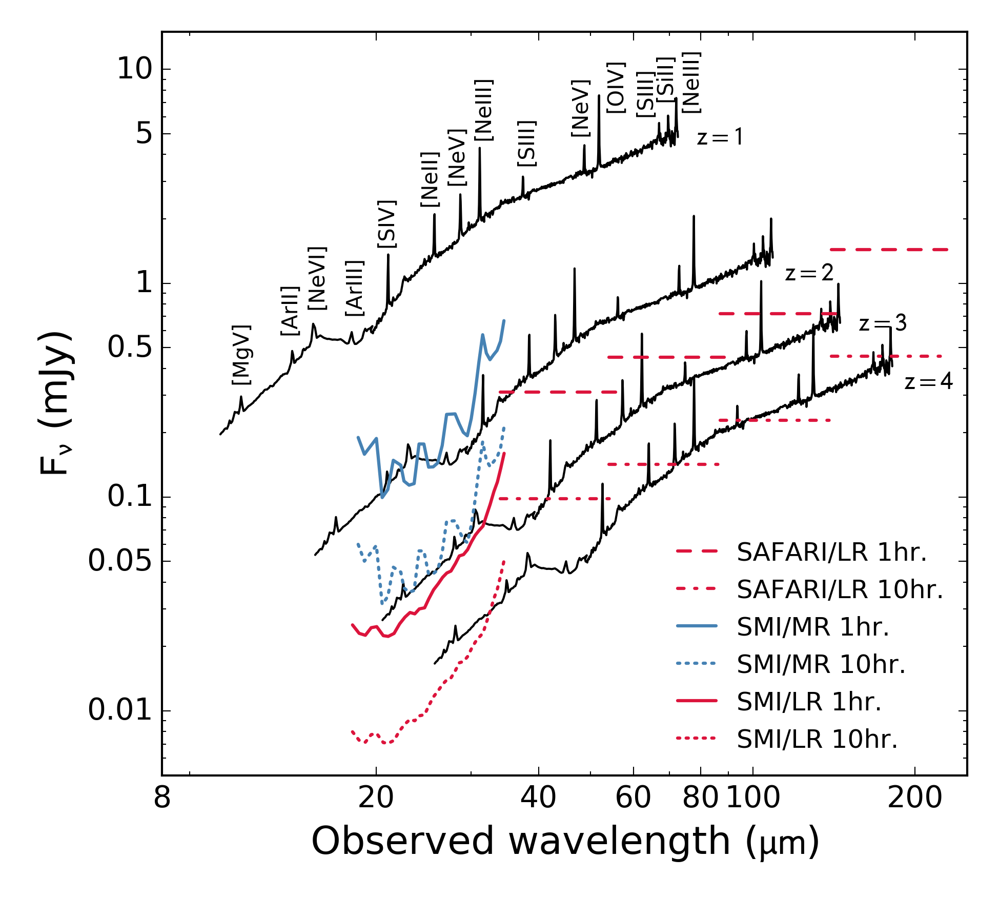 10
5
1
0.5
0.1
0.05
0.01
Fν (mJy)
[MgV]
[ArII]
[NeVI]
[ArIII]
[SIV]
[NeII]
[NeV]
[NeIII]
[SIII]
[NeV]
[OIV]
[SIII]
[SiII]
[NeIII]
z=1
z=2
z=3
z=4
SAFARI/LR 1hr.
SAFARI/LR 10hr.
SMI/MR 1hr.
SMI/MR 10hr.
SMI/LR 1hr.
SMI/LR 10hr.
8 20 40 60 80 100 200
Observed wavelength (μm)